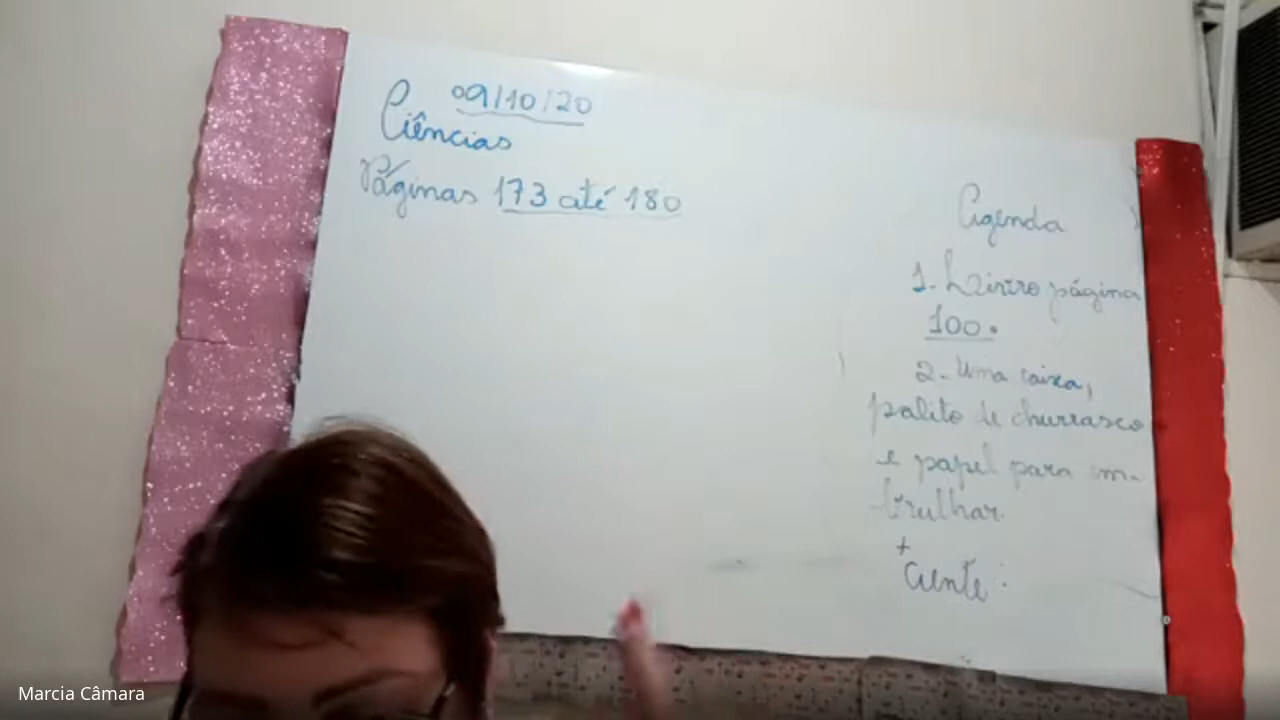 09/10/20
Ciências
Páginas 173 até 180
Agenda
1. Livro página
100.
2- Uma caixa,
palito de churrasco
e papel para em-
brulhar.
+
Ciente:
Marcia Câmara